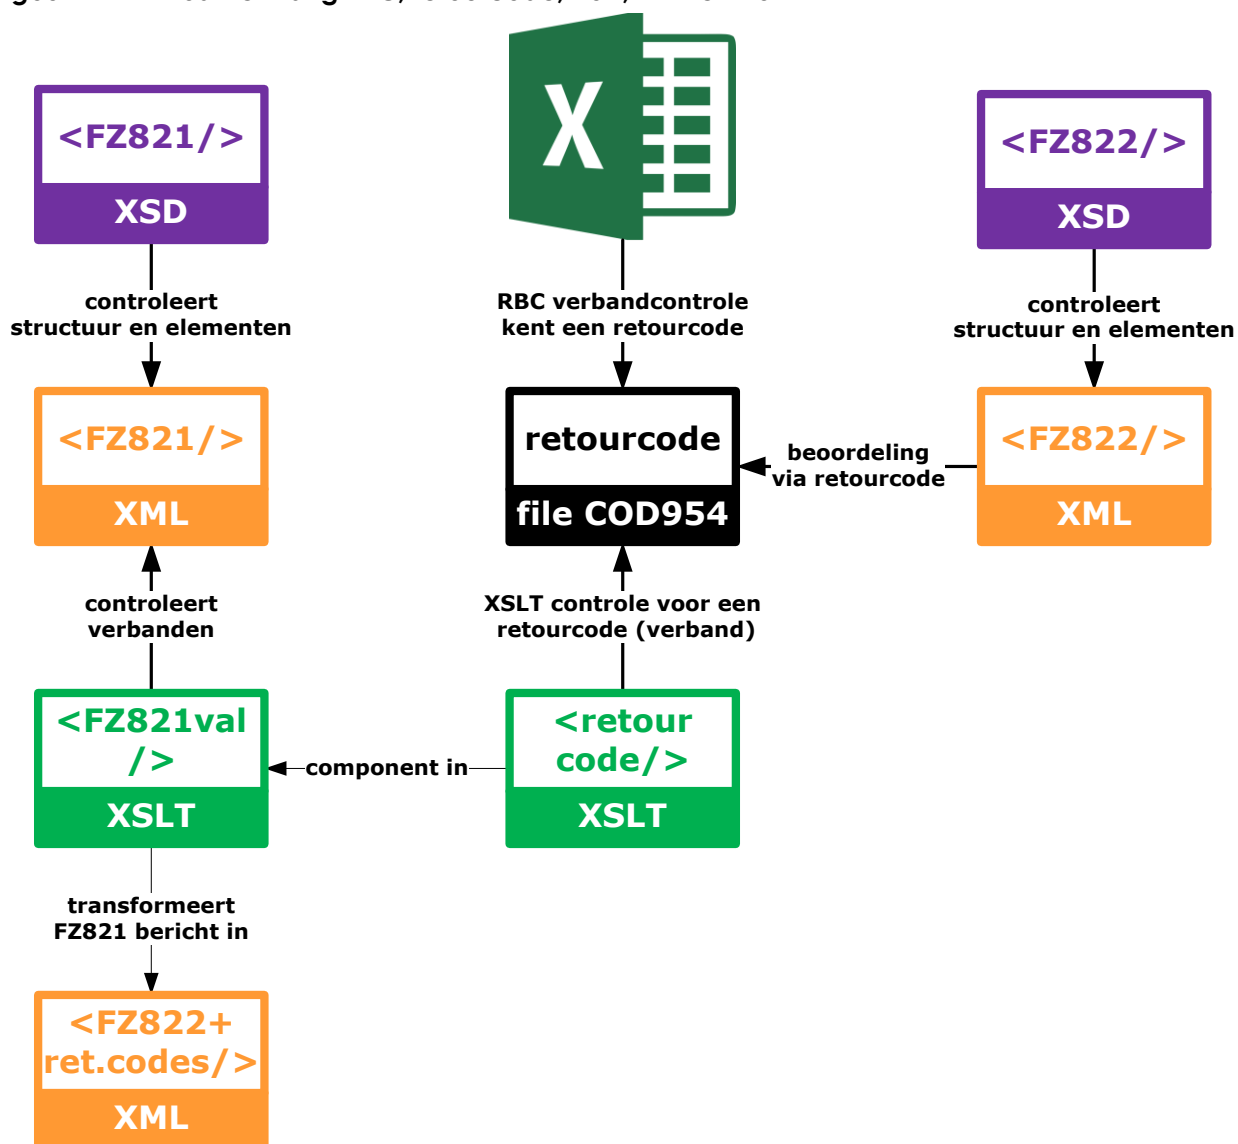 <FZ821/>
XSD
X
<FZ822/>
XSD
controleert
structuur en elementen
RBC verbandcontrole
kent een retourcode
controleert
structuur en elementen
<FZ821/>
XML
retourcode
file COD954
beoordeling
via retourcode
<FZ822/>
XML
controleert
verbanden
XSLT controle voor een
retourcode (verband)
<FZ821val
/>
XSLT
component in
<retour
code/>
XSLT
transformeert
FZ821 bericht in
<FZ822+
ret.codes/>
XML